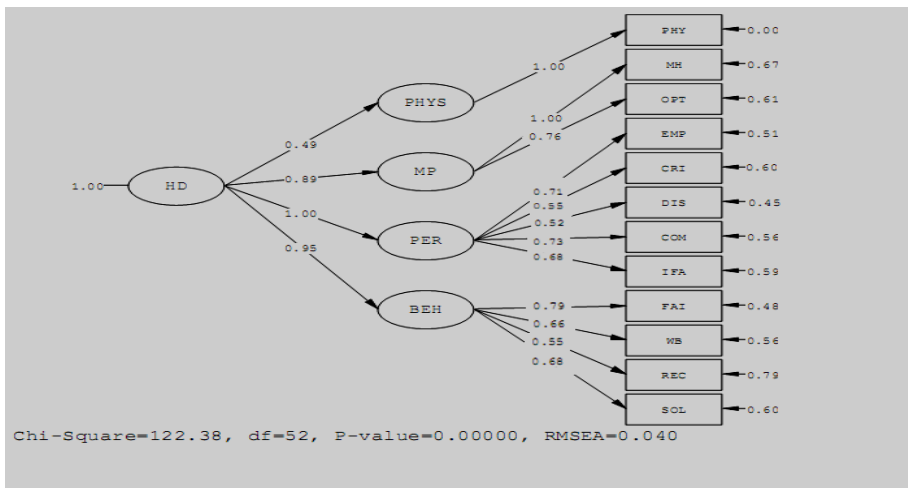 PHY 0.00
1.00 MH 0.67
PHYS OPT 0.61
1.00
0.76 EMP 0.51
0.49 CRI 0.60
1.00 HD 0.89 MP 0.71
0.55 DIS 0.45
1.00 PER 0.52
0.73 COM 0.56
0.95 0.68 IFA 0.59
BEH 0.79 FAI 0.48
0.66 WB 0.56
0.55 REC 0.79
0.68 SOL 0.60
Chi-Square=122.38, df=52, P-value=0.00000, RMSEA=0.040